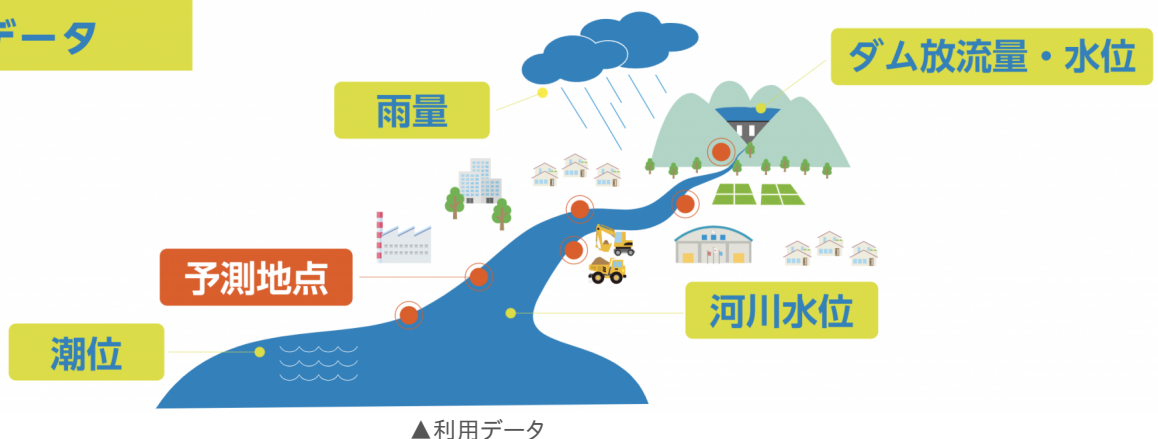 データ
ダム放流量・水位
雨量
予測地点
河川水位
潮位
▲利用データ